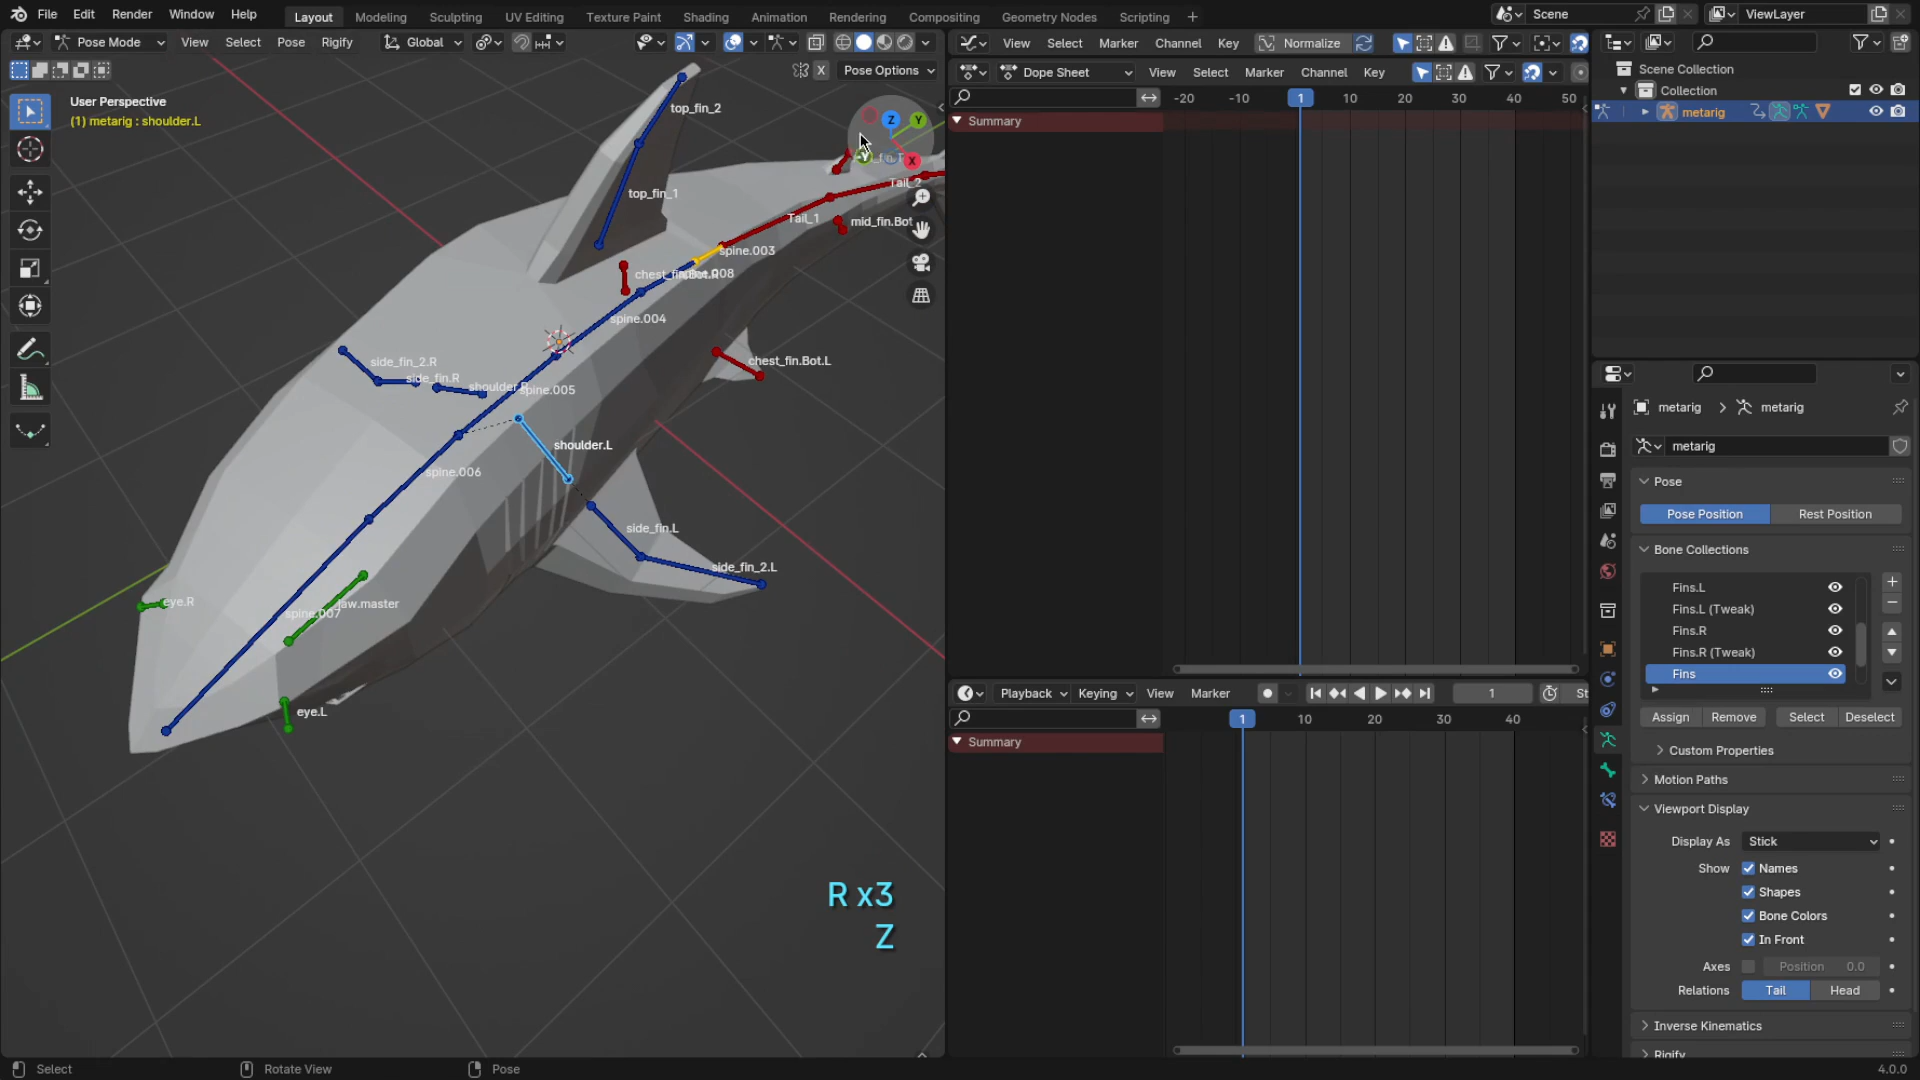 File Edit Render Window Help
Layout Modeling Sculpting UV Editing Texture Paint Shading Animation Rendering Compositing Geometry Nodes Scripting +
Scene
ViewLayer
Pose Mode View Select Pose Rigify Global
X Pose Options
User Perspective
(1) metarig : shoulder.L
top_fin_2
top_fin_1
Z Y
-Y X
Tail_2
Tail_1
mid_fin.Bot
spine.003
spine.004
chest_fin.Bot.L
side_fin_2.R
side_fin.R
spine.005
shoulder.L
spine.006
side_fin.L
side_fin_2.L
eye.R
jaw.master
spine.007
eye.L
R x3
Z
View Select Marker Channel Key Normalize
Dope Sheet View Select Marker Channel Key
-20 -10 1 10 20 30 40 50
Summary
Playback Keying View Marker 1 St
1 10 20 30 40
Summary
Scene Collection
Collection
metarig
metarig > metarig
metarig
Pose
Pose Position Rest Position
Bone Collections
Fins.L
Fins.L (Tweak)
Fins.R
Fins.R (Tweak)
Fins
Assign Remove Select Deselect
Custom Properties
Motion Paths
Viewport Display
Display As Stick
Show Names
Shapes
Bone Colors
In Front
Axes Position 0.0
Relations Tail Head
Inverse Kinematics
Rigify
Select Rotate View Pose 4.0.0